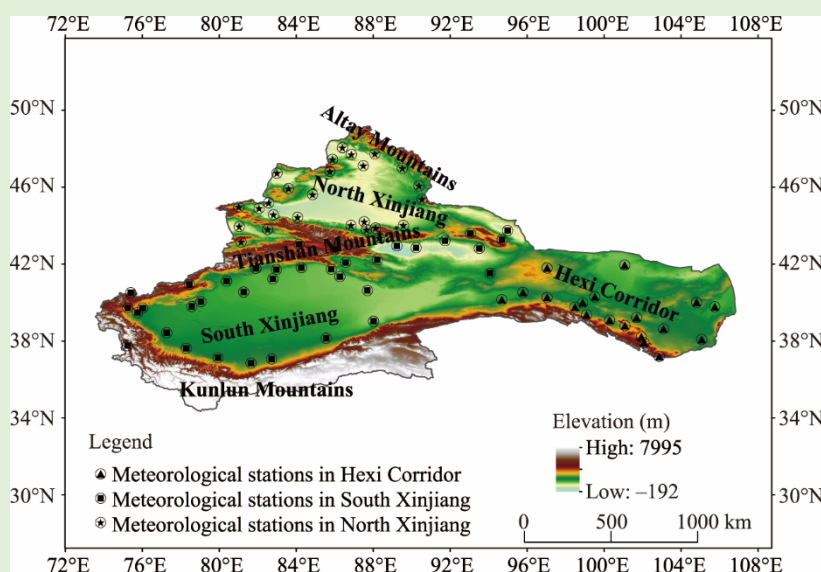 72°E 76°E 80°E 84°E 88°E 92°E 96°E 100°E 104°E 108°E
50°N 50°N
Altay Mountains
46°N 46°N
North Xinjiang
Tianshan Mountains
42°N 42°N
Hexi Corridor
South Xinjiang
38°N 38°N
Kunlun Mountains
34°N 34°N
Legend
Elevation (m)
Meteorological stations in Hexi Corridor
High: 7995
Meteorological stations in South Xinjiang
Low: –192
30°N 30°N
Meteorological stations in North Xinjiang
0 500 1000 km
72°E 76°E 80°E 84°E 88°E 92°E 96°E 100°E 104°E 108°E